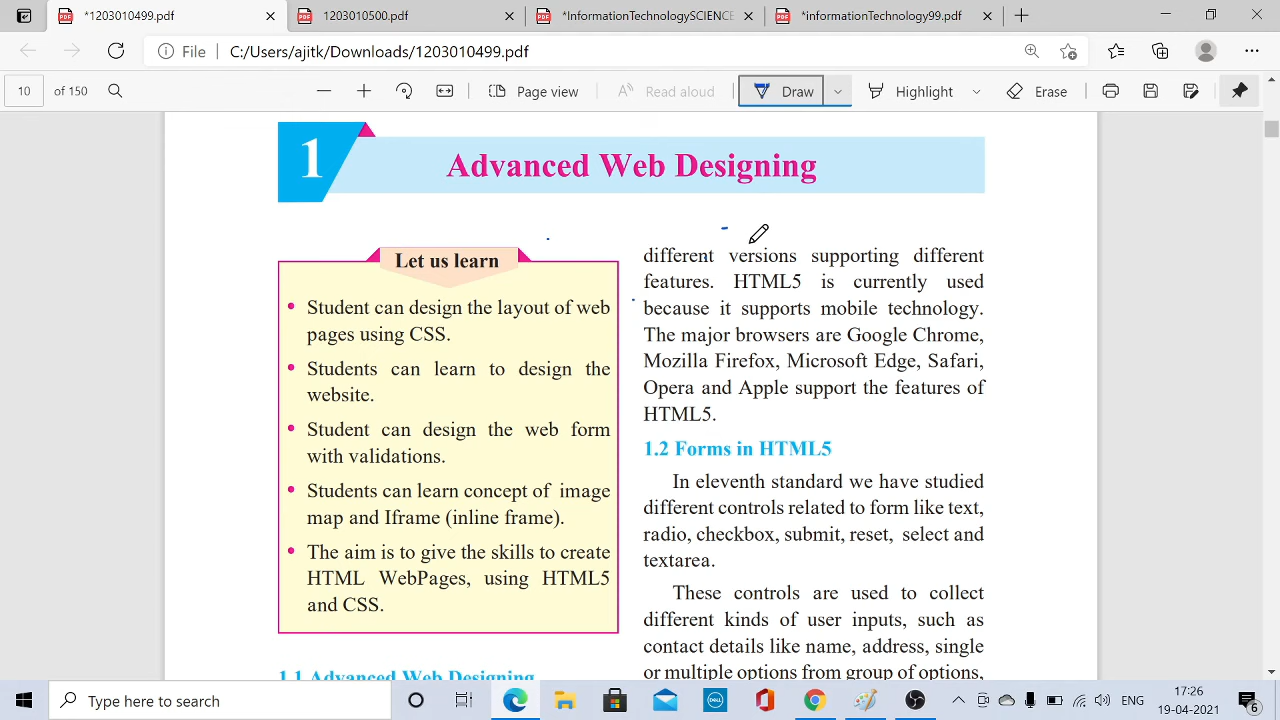 *1203010499.pdf
*1203010500.pdf
*InformationTechnologySCIENCEV
*1203010499.pdf
File
C:/Users/ajitk/Downloads/1203010499.pdf
10 of 150
Page view
Read aloud
Draw
Highlight
Erase
1
Advanced Web Designing
Let us learn
• Student can design the layout of web
pages using CSS.
• Students can learn to design the
website.
• Student can design the web form
with validations.
• Students can learn concept of image
map and Iframe (inline frame).
• The aim is to give the skills to create
HTML WebPages, using HTML5
and CSS.
1.1 Advanced Web Designing
different versions supporting different
features. HTML5 is currently used
because it supports mobile technology.
The major browsers are Google Chrome,
Mozilla Firefox, Microsoft Edge, Safari,
Opera and Apple support the features of
HTML5.
1.2 Forms in HTML5
In eleventh standard we have studied
different controls related to form like text,
radio, checkbox, submit, reset, select and
textarea.
These controls are used to collect
different kinds of user inputs, such as
contact details like name, address, single
or multiple options from group of options,
Type here to search
DELL
ENG
17:26
19-04-2021
6